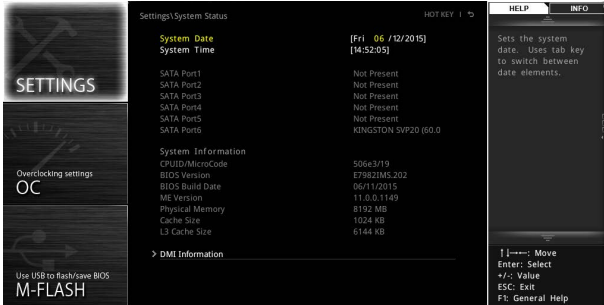 Settings\System Status
HOT KEY | ↰
HELP
INFO
System Date [Fri 06 /12/2015]
System Time [14:52:05]
SATA Port1 Not Present
SATA Port2 Not Present
SATA Port3 Not Present
SATA Port4 Not Present
SATA Port5 Not Present
SATA Port6 KINGSTON SVP20 (60.0
System Information
CPUID/MicroCode 506e3/19
BIOS Version E7982IMS.202
BIOS Build Date 06/11/2015
ME Version 11.0.0.1149
Physical Memory 8192 MB
Cache Size 1024 KB
L3 Cache Size 6144 KB
> DMI Information
SETTINGS
Overclocking settings
OC
Use USB to flash/save BIOS
M-FLASH
Sets the system
date. Uses tab key
to switch between
date elements.
↑↓→←: Move
Enter: Select
+/-: Value
ESC: Exit
F1: General Help